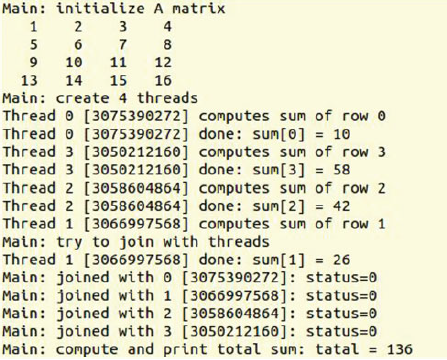 Main: initialize A matrix
1 2 3 4
5 6 7 8
9 10 11 12
13 14 15 16
Main: create 4 threads
Thread 0 [3075390272] computes sum of row 0
Thread 0 [3075390272] done: sum[0] = 10
Thread 3 [3050212160] computes sum of row 3
Thread 3 [3050212160] done: sum[3] = 58
Thread 2 [3058604864] computes sum of row 2
Thread 2 [3058604864] done: sum[2] = 42
Thread 1 [3066997568] computes sum of row 1
Main: try to join with threads
Thread 1 [3066997568] done: sum[1] = 26
Main: joined with 0 [3075390272]: status=0
Main: joined with 1 [3066997568]: status=0
Main: joined with 2 [3058604864]: status=0
Main: joined with 3 [3050212160]: status=0
Main: compute and print total sum: tatal = 136